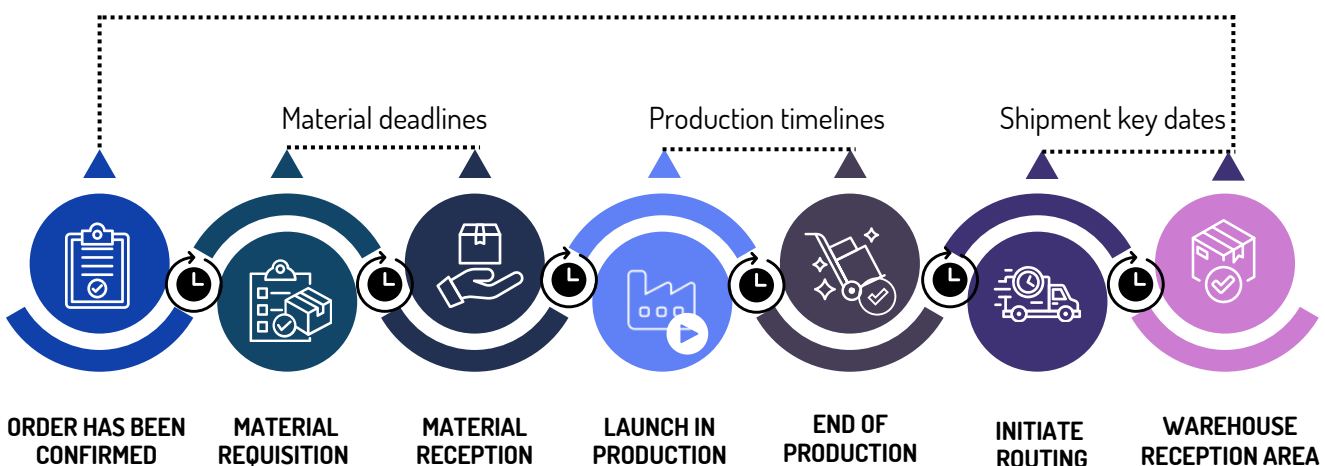 Material deadlines
Production timelines
Shipment key dates
ORDER HAS BEEN
CONFIRMED
MATERIAL
REQUISITION
MATERIAL
RECEPTION
LAUNCH IN
PRODUCTION
END OF
PRODUCTION
INITIATE
ROUTING
WAREHOUSE
RECEPTION AREA